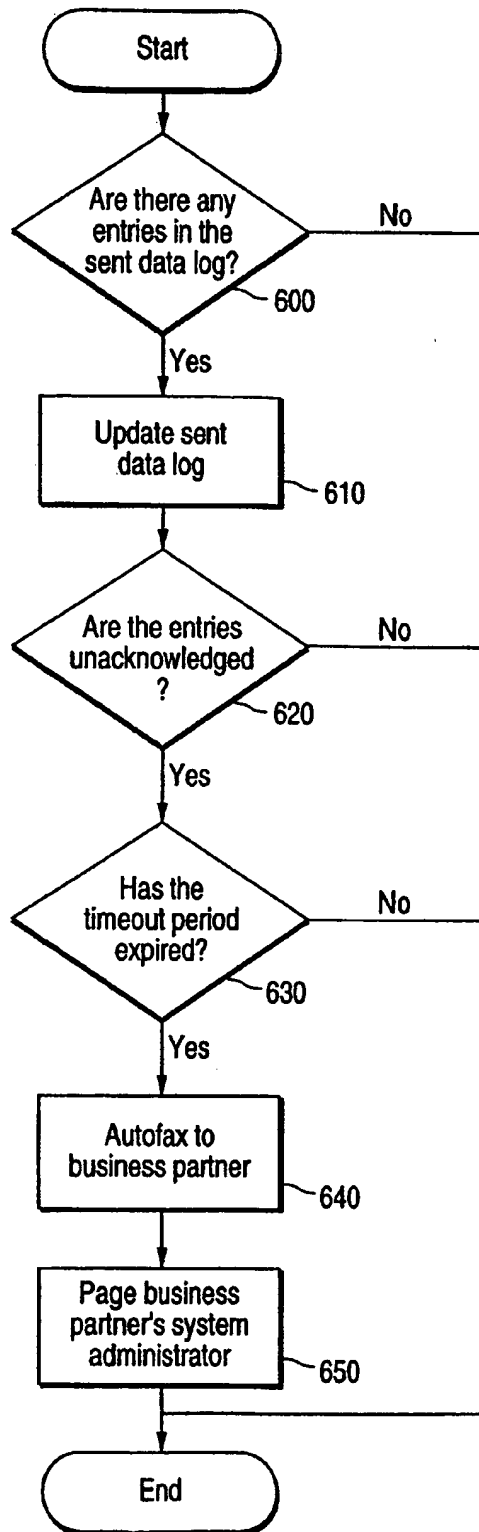 Start
Are there any
entries in the
sent data log?
No
600
Yes
Update sent
data log
610
Are the entries
unacknowledged
?
No
620
Yes
Has the
timeout period
expired?
No
630
Yes
Autofax to
business partner
640
Page business
partner's system
administrator
650
End